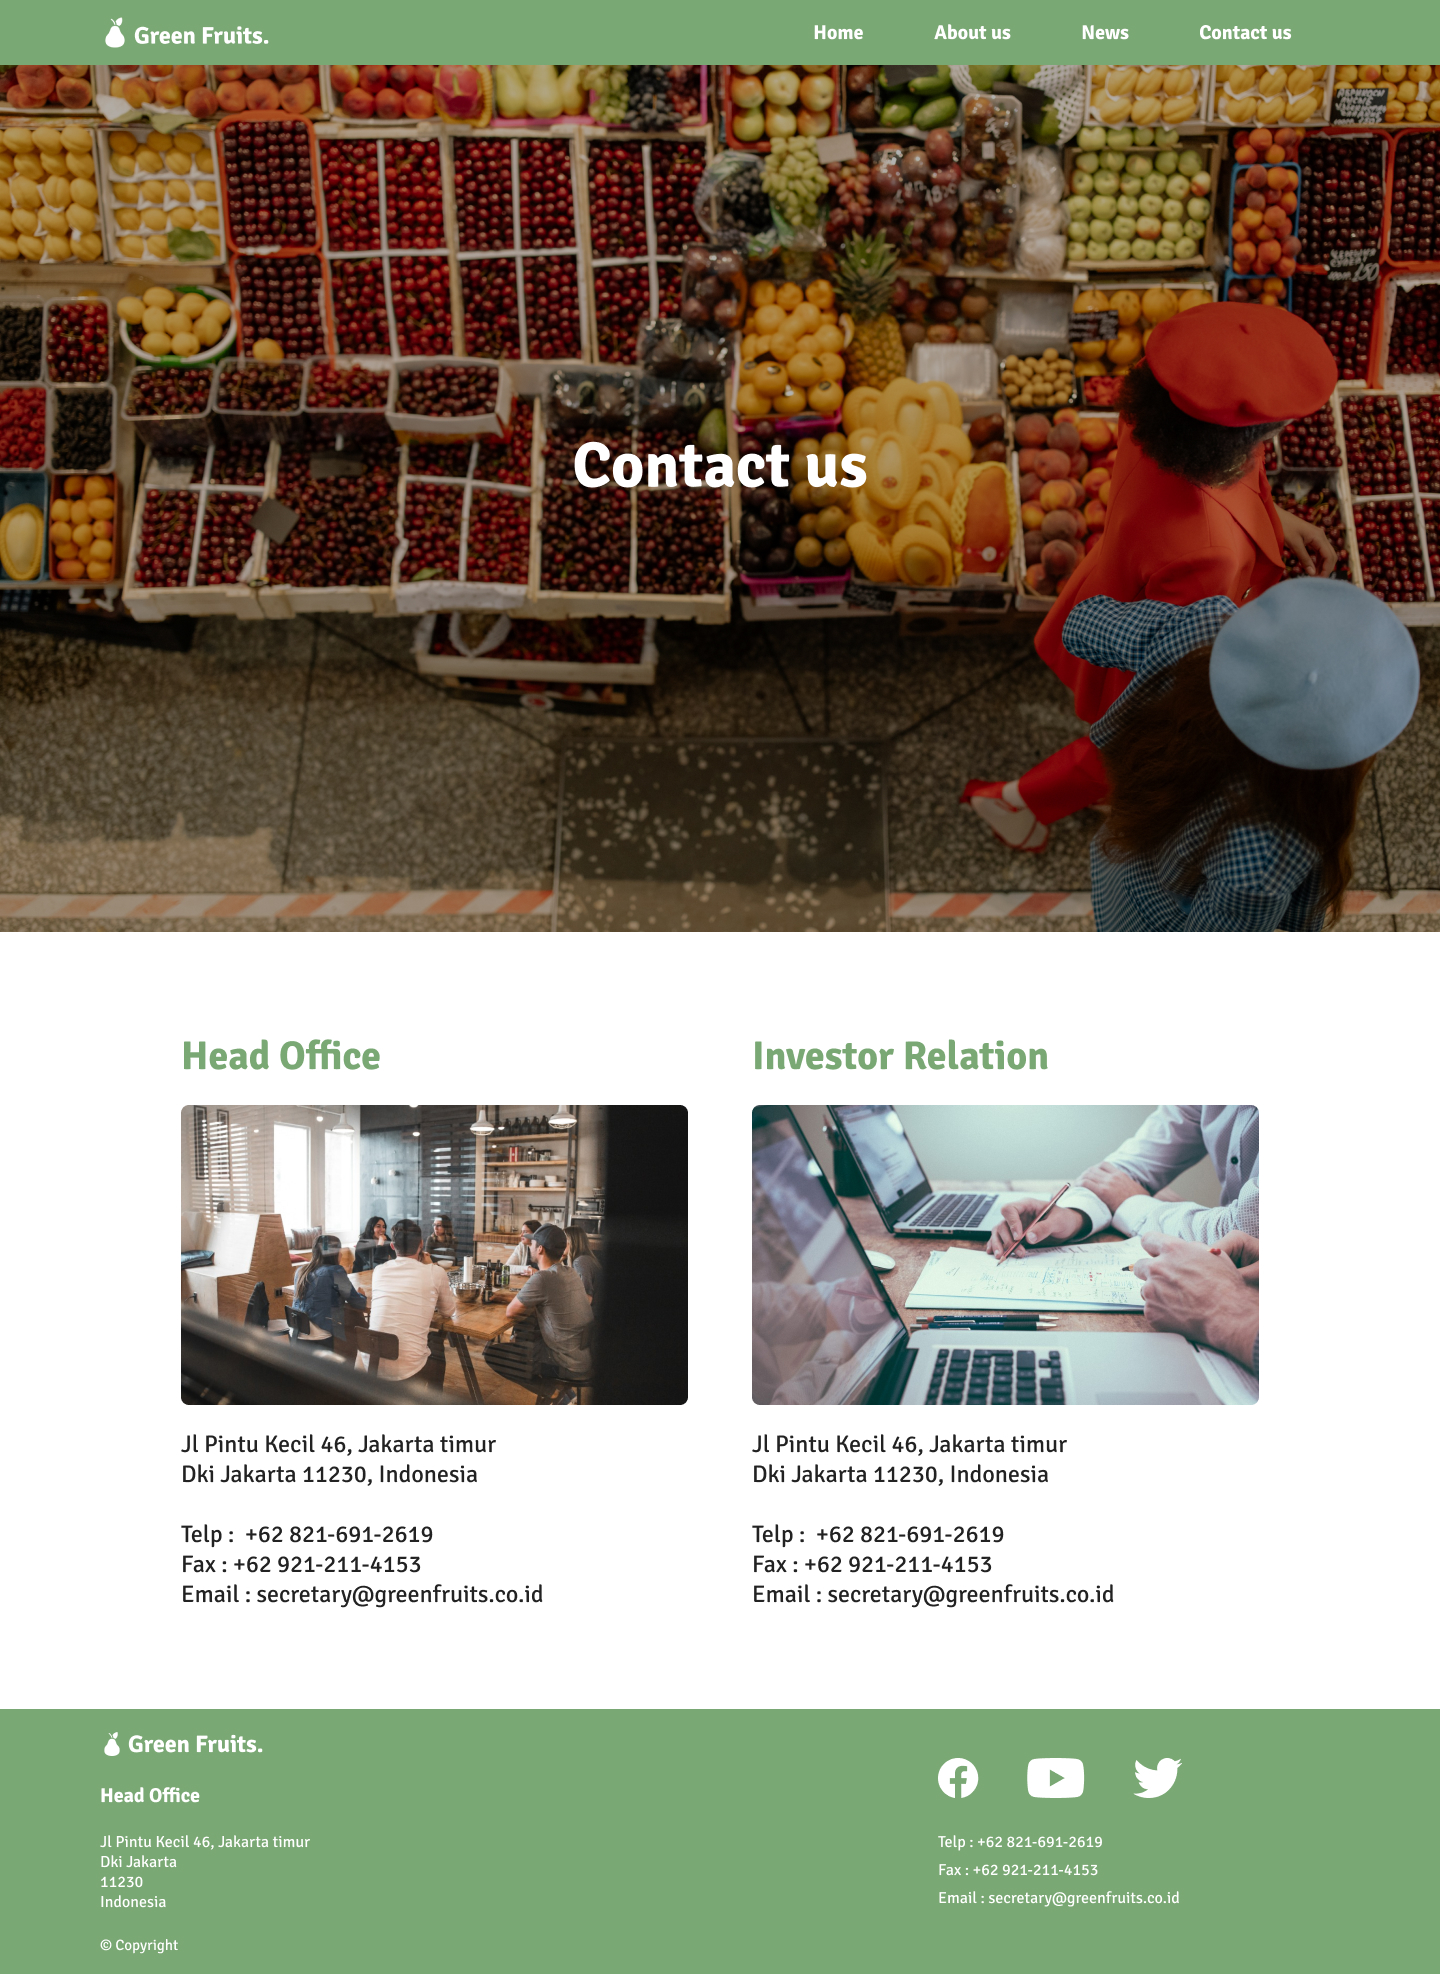 Green Fruits.
Home
About us
News
Contact us
Contact us
Head Office
Jl Pintu Kecil 46, Jakarta timur
Dki Jakarta 11230, Indonesia
Telp :  +62 821-691-2619
Fax : +62 921-211-4153
Email : secretary@greenfruits.co.id
Investor Relation
Jl Pintu Kecil 46, Jakarta timur
Dki Jakarta 11230, Indonesia
Telp :  +62 821-691-2619
Fax : +62 921-211-4153
Email : secretary@greenfruits.co.id
Green Fruits.
Head Office
Jl Pintu Kecil 46, Jakarta timur
Dki Jakarta
11230
Indonesia
© Copyright
Telp : +62 821-691-2619
Fax : +62 921-211-4153
Email : secretary@greenfruits.co.id